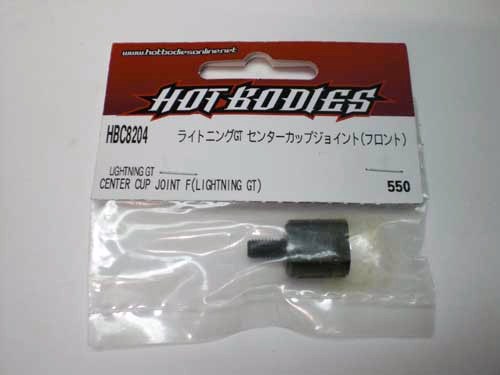 www.hotbodiesonline.net
HOT BODIES
HBC8204 ライトニングGT センターカップジョイント(フロント)
LIGHTNING GT
CENTER CUP JOINT F(LIGHTNING GT)
550